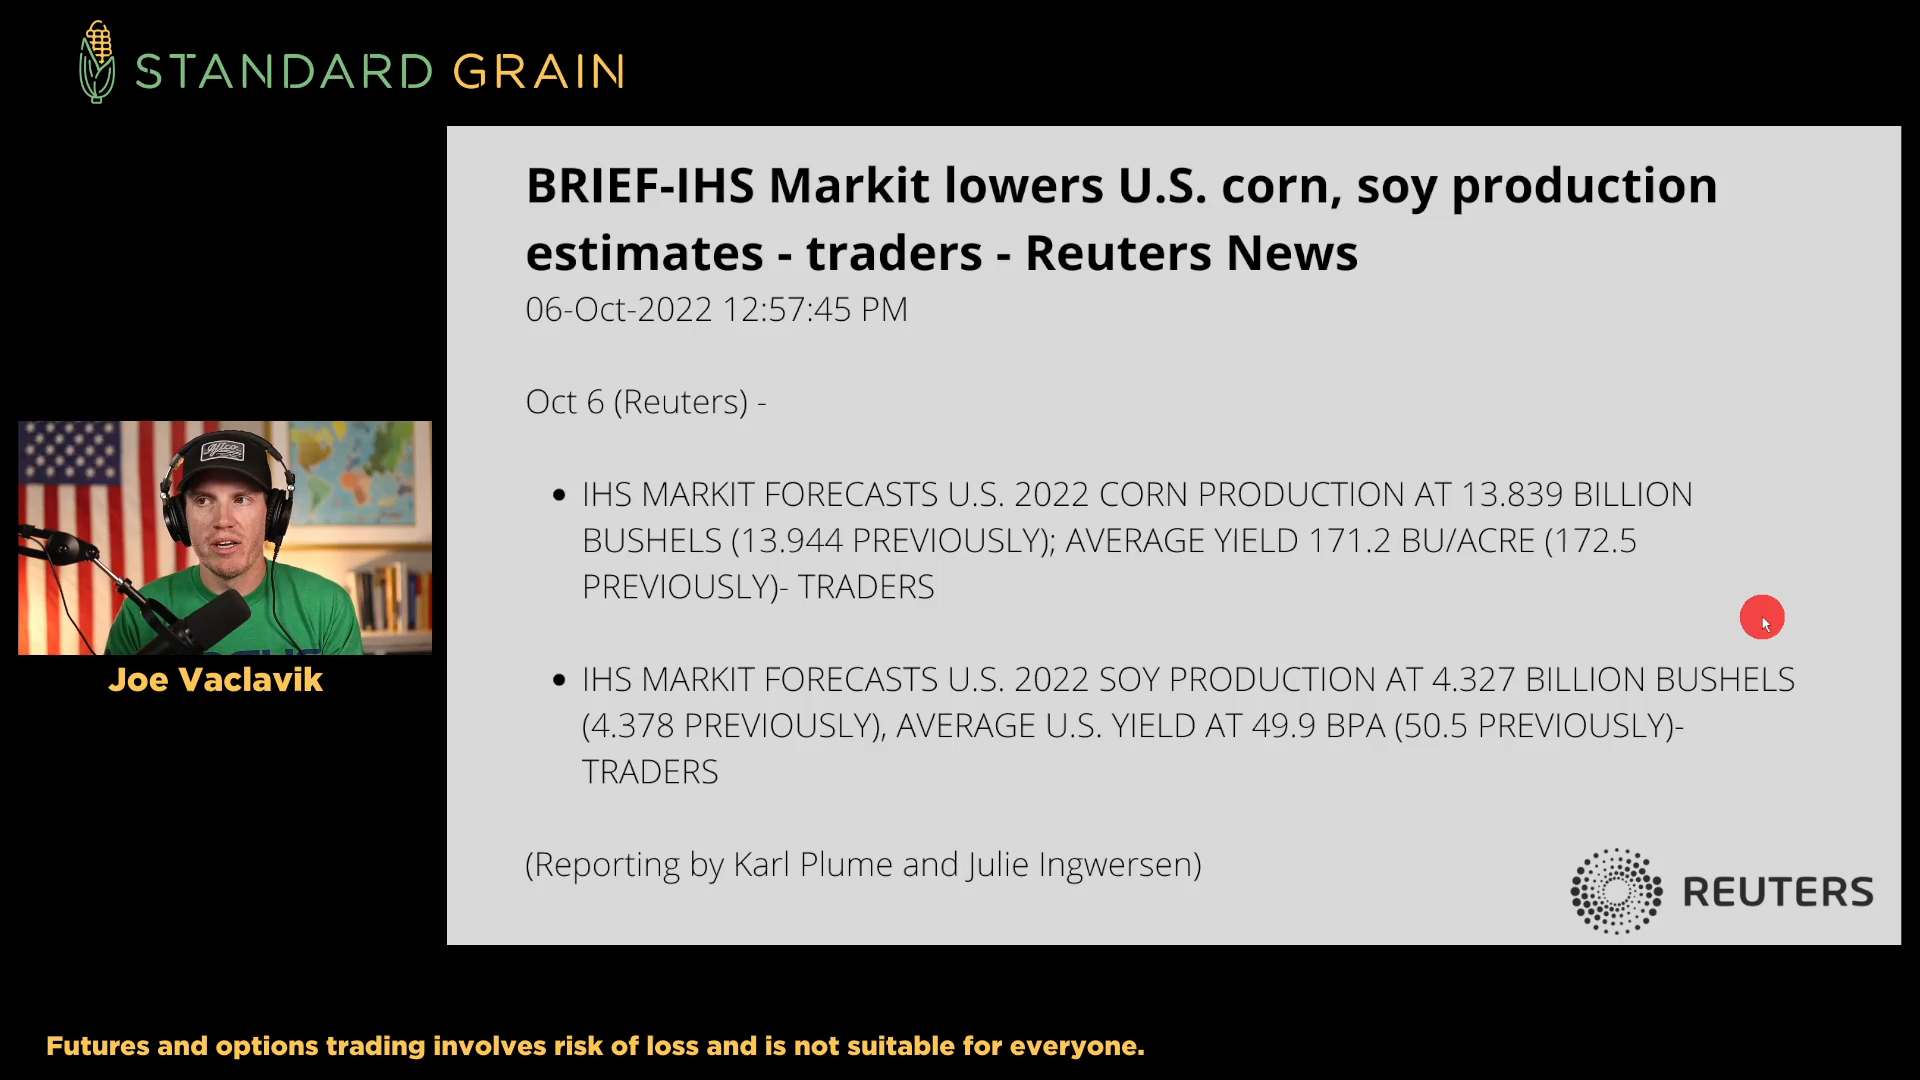 STANDARD GRAIN
BRIEF-IHS Markit lowers U.S. corn, soy production
estimates - traders - Reuters News
06-Oct-2022 12:57:45 PM
Oct 6 (Reuters) -
• IHS MARKIT FORECASTS U.S. 2022 CORN PRODUCTION AT 13.839 BILLION
BUSHELS (13.944 PREVIOUSLY); AVERAGE YIELD 171.2 BU/ACRE (172.5
PREVIOUSLY)- TRADERS
• IHS MARKIT FORECASTS U.S. 2022 SOY PRODUCTION AT 4.327 BILLION BUSHELS
(4.378 PREVIOUSLY), AVERAGE U.S. YIELD AT 49.9 BPA (50.5 PREVIOUSLY)-
TRADERS
(Reporting by Karl Plume and Julie Ingwersen)
REUTERS
Joe Vaclavik
Futures and options trading involves risk of loss and is not suitable for everyone.